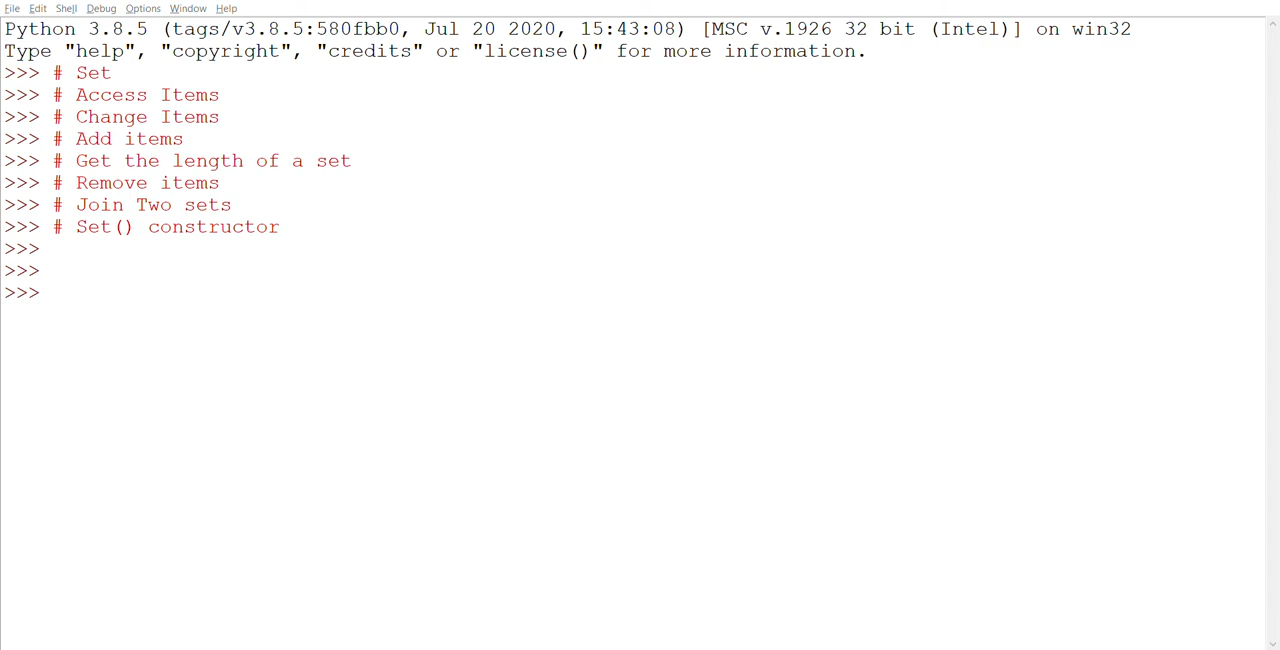 File Edit Shell Debug Options Window Help
Python 3.8.5 (tags/v3.8.5:580fbb0, Jul 20 2020, 15:43:08) [MSC v.1926 32 bit (Intel)] on win32
Type "help", "copyright", "credits" or "license()" for more information.
>>> # Set
>>> # Access Items
>>> # Change Items
>>> # Add items
>>> # Get the length of a set
>>> # Remove items
>>> # Join Two sets
>>> # Set() constructor
>>>
>>>
>>>